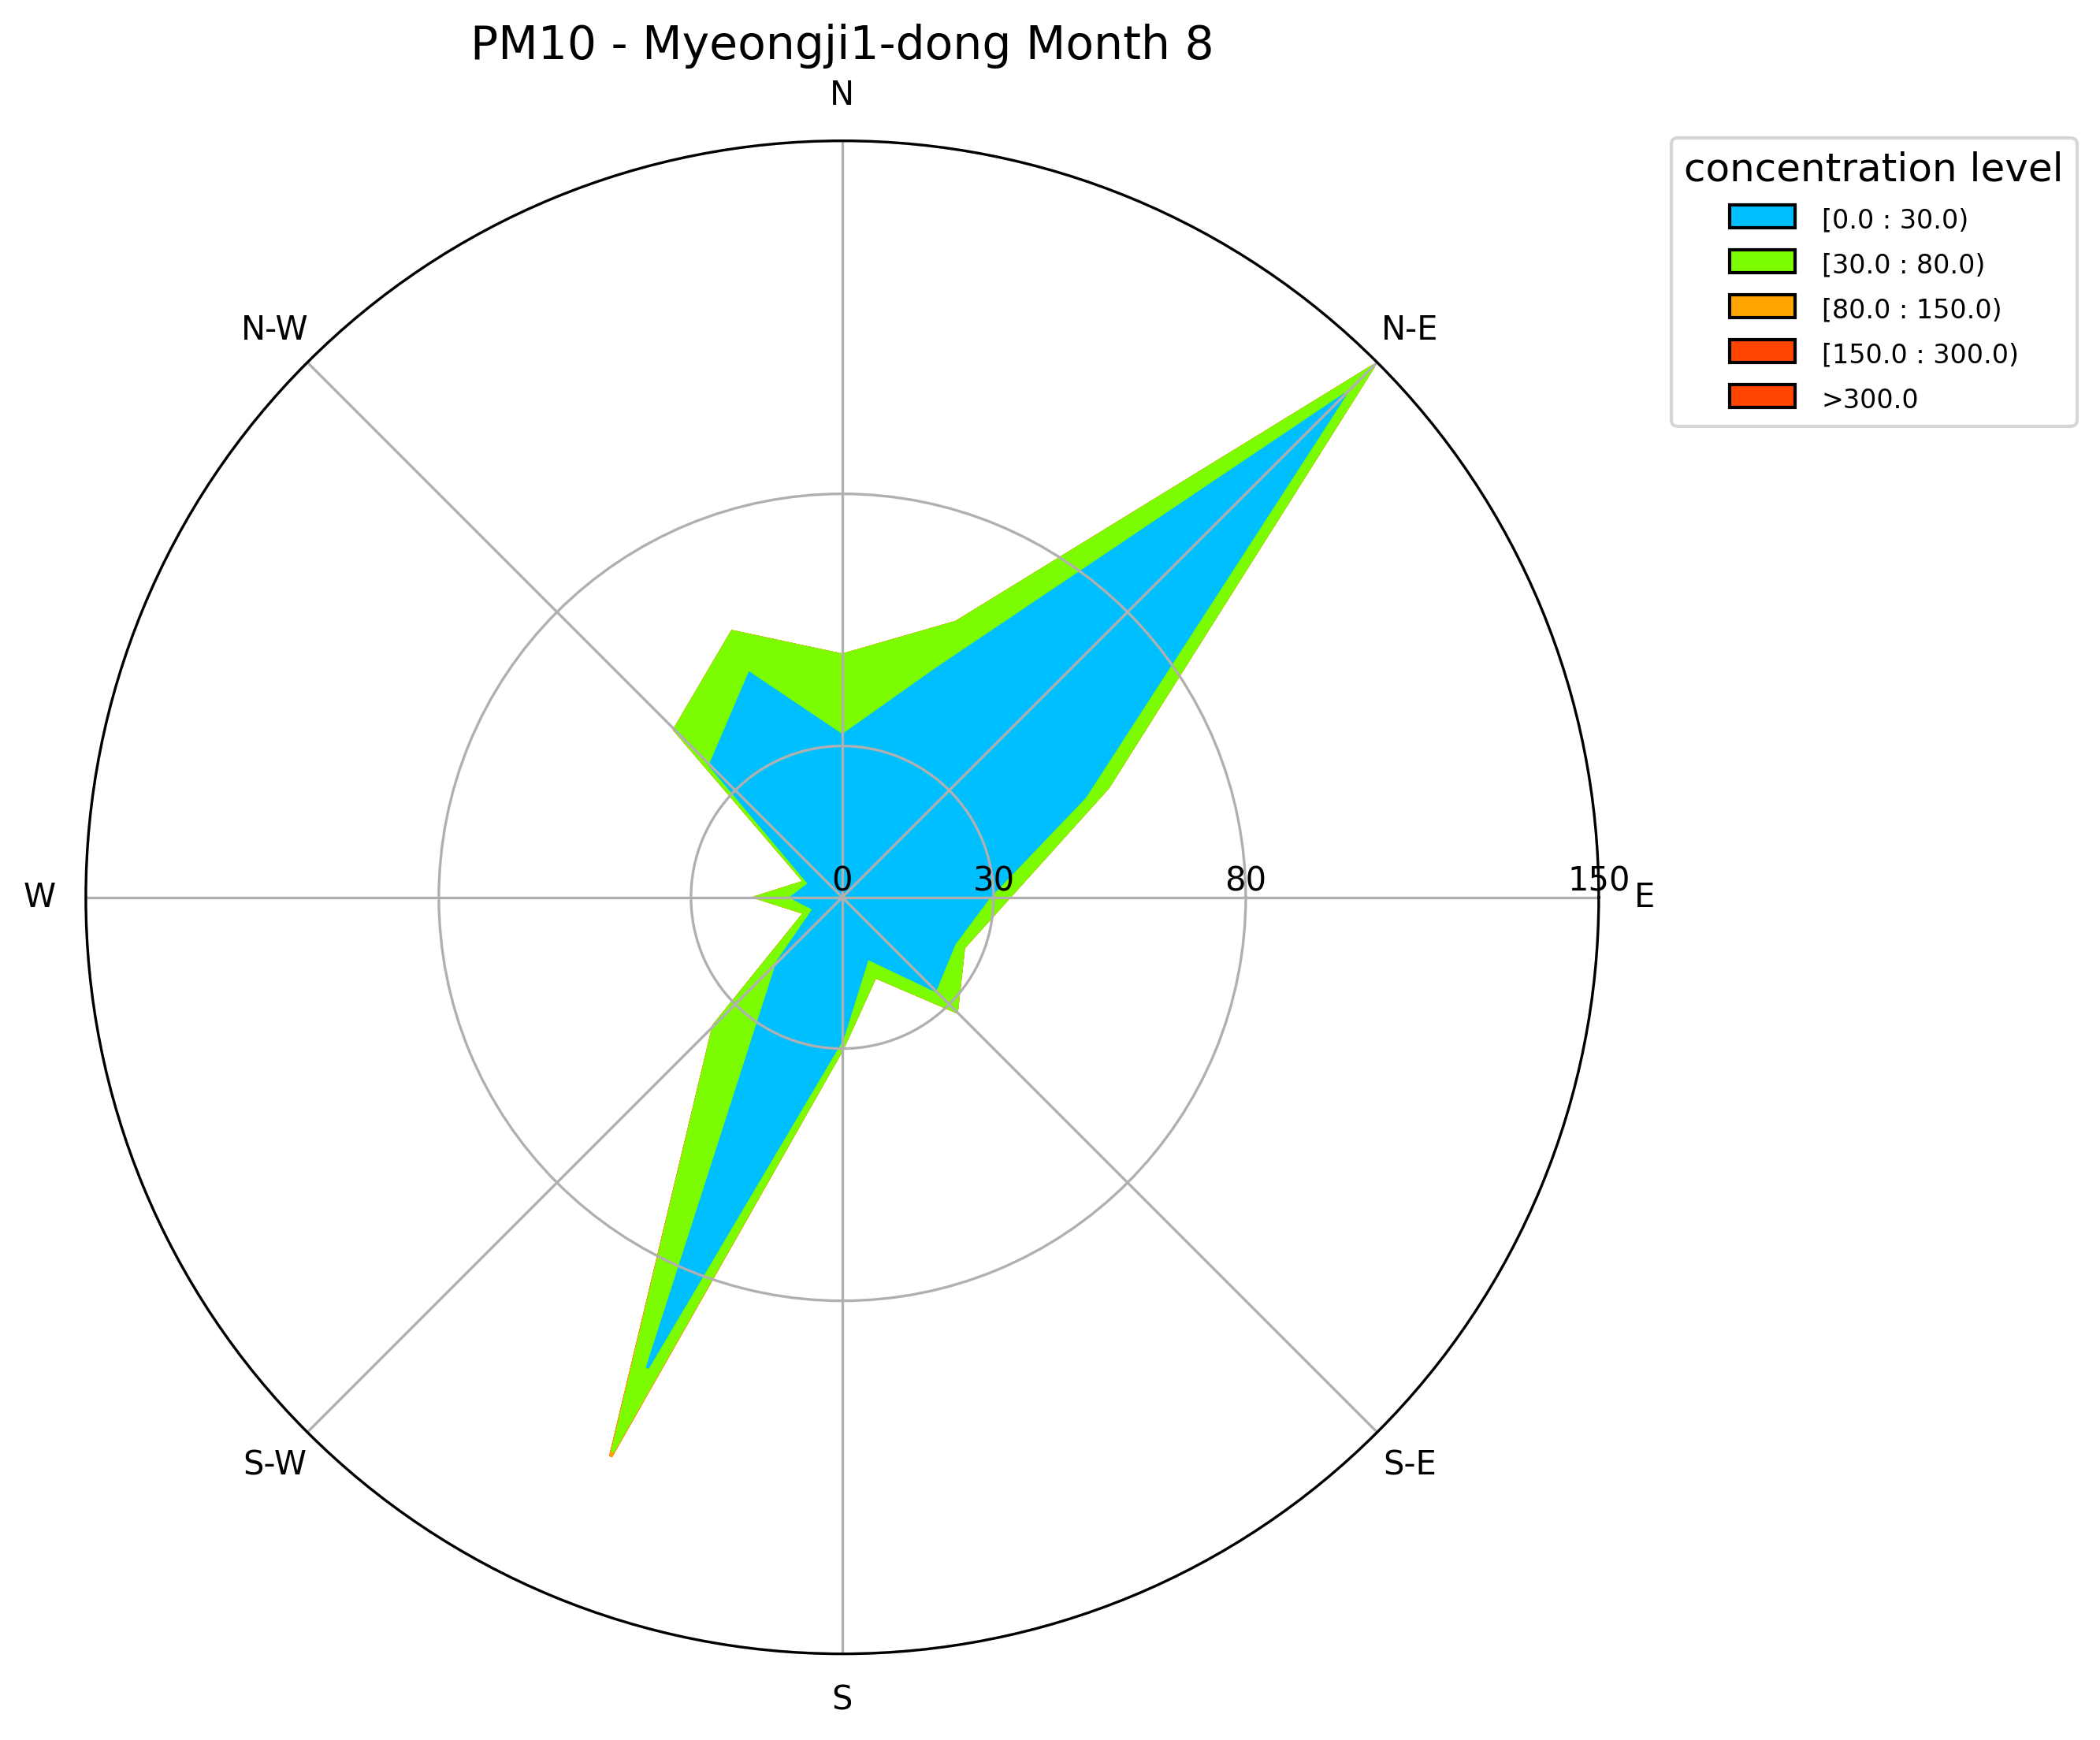 PM10 - Myeongji1-dong Month 8
N
concentration level
[0.0 : 30.0)
[30.0 : 80.0)
[80.0 : 150.0)
[150.0 : 300.0)
>300.0
N-W
N-E
W
0
30
80
150
E
S-W
S-E
S